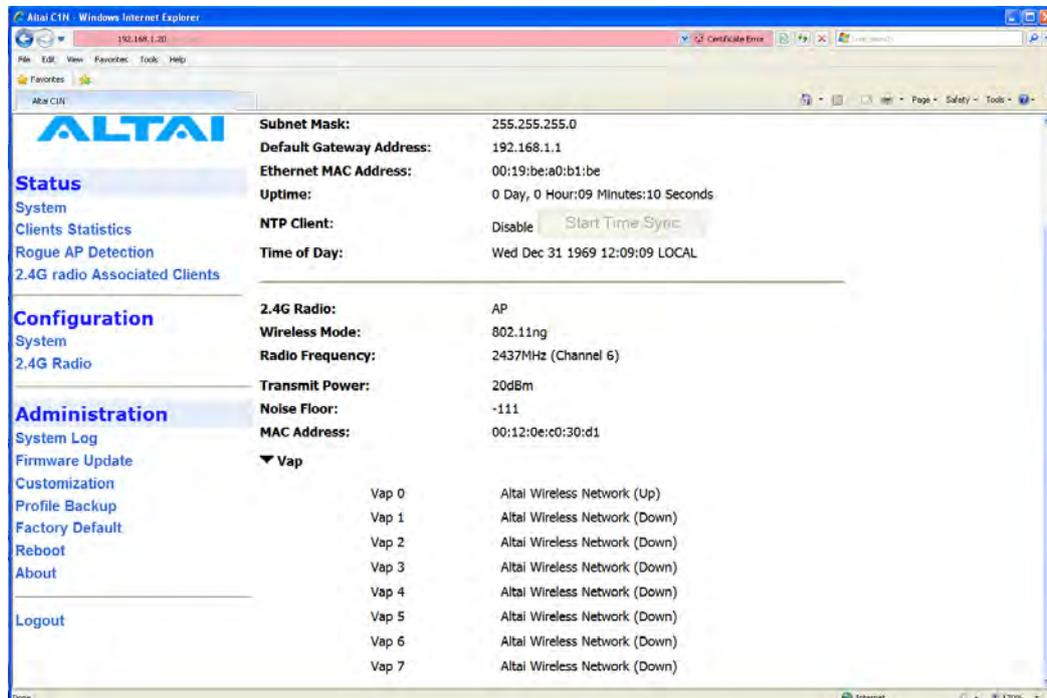 Altai C1N - Windows Internet Explorer
192.168.1.20
Certificate Error
File Edit View Favorites Tools Help
Favorites
Altai C1N
Page Safety Tools
ALTAI
Status
System
Clients Statistics
Rogue AP Detection
2.4G radio Associated Clients
Configuration
System
2.4G Radio
Administration
System Log
Firmware Update
Customization
Profile Backup
Factory Default
Reboot
About
Logout
Subnet Mask: 255.255.255.0
Default Gateway Address: 192.168.1.1
Ethernet MAC Address: 00:19:be:a0:b1:be
Uptime: 0 Day, 0 Hour:09 Minutes:10 Seconds
NTP Client: Disable Start Time Sync
Time of Day: Wed Dec 31 1969 12:09:09 LOCAL
2.4G Radio: AP
Wireless Mode: 802.11ng
Radio Frequency: 2437MHz (Channel 6)
Transmit Power: 20dBm
Noise Floor: -111
MAC Address: 00:12:0e:c0:30:d1
Vap
Vap 0 Altai Wireless Network (Up)
Vap 1 Altai Wireless Network (Down)
Vap 2 Altai Wireless Network (Down)
Vap 3 Altai Wireless Network (Down)
Vap 4 Altai Wireless Network (Down)
Vap 5 Altai Wireless Network (Down)
Vap 6 Altai Wireless Network (Down)
Vap 7 Altai Wireless Network (Down)
Done
Internet